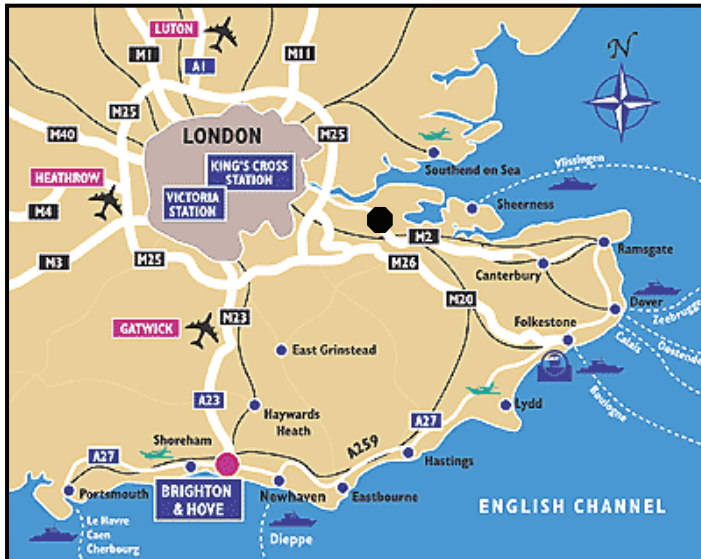 LUTON
M1
A1
M11
N
M25
M40
LONDON
M25
KING'S CROSS
STATION
Southend on Sea
Vlissingen
HEATHROW
VICTORIA
STATION
Sheerness
M4
M2
Ramsgate
M3
M25
M26
Canterbury
M20
Dover
Zeebrugge
GATWICK
M23
Folkestone
Calais
Oostende
East Grinstead
Boulogne
A23
Haywards
Heath
Lydd
A27
A259
Shoreham
A27
Hastings
Portsmouth
BRIGHTON
& HOVE
Newhaven
Eastbourne
ENGLISH CHANNEL
Le Havre
Caen
Cherbourg
Dieppe